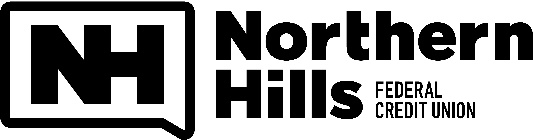 NH
Northern
Hills
FEDERAL
CREDIT UNION